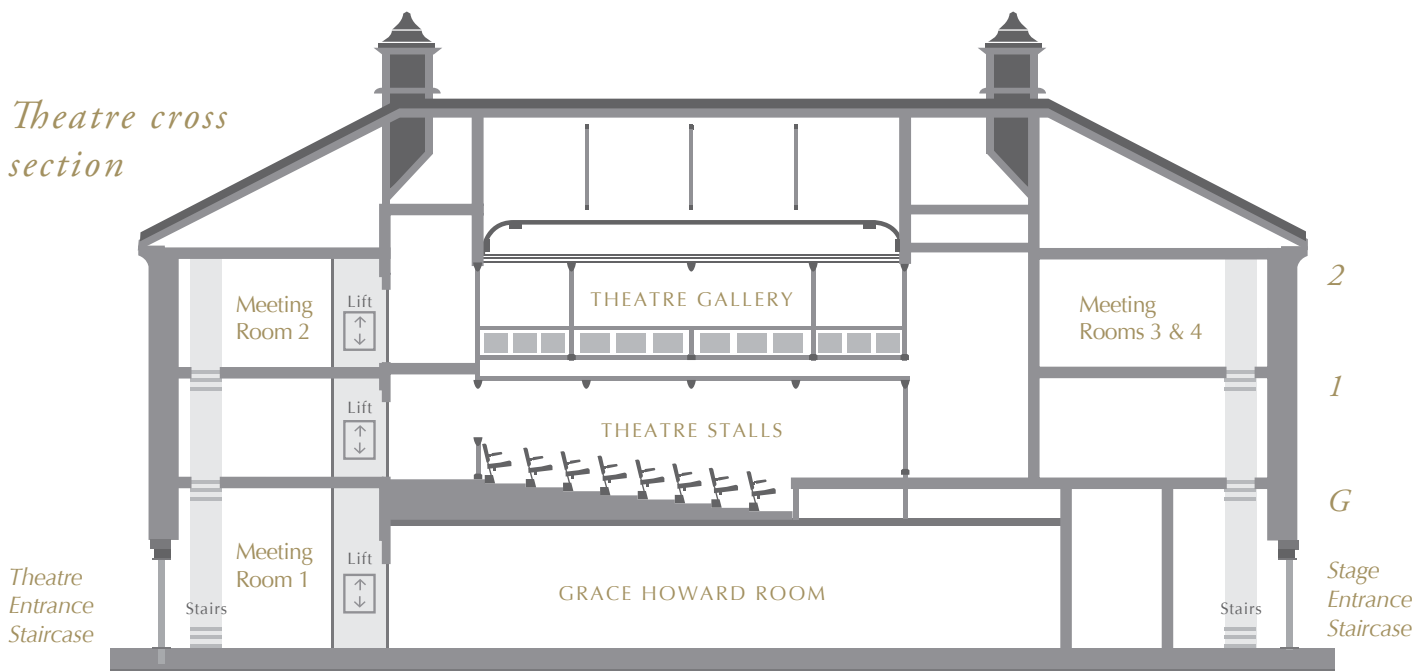 Theatre cross
section
Meeting
Room 2
Lift
THEATRE GALLERY
Meeting
Rooms 3 & 4
2
Lift
THEATRE STALLS
1
Meeting
Room 1
Lift
GRACE HOWARD ROOM
G
Theatre
Entrance
Staircase
Stairs
Stairs
Stage
Entrance
Staircase